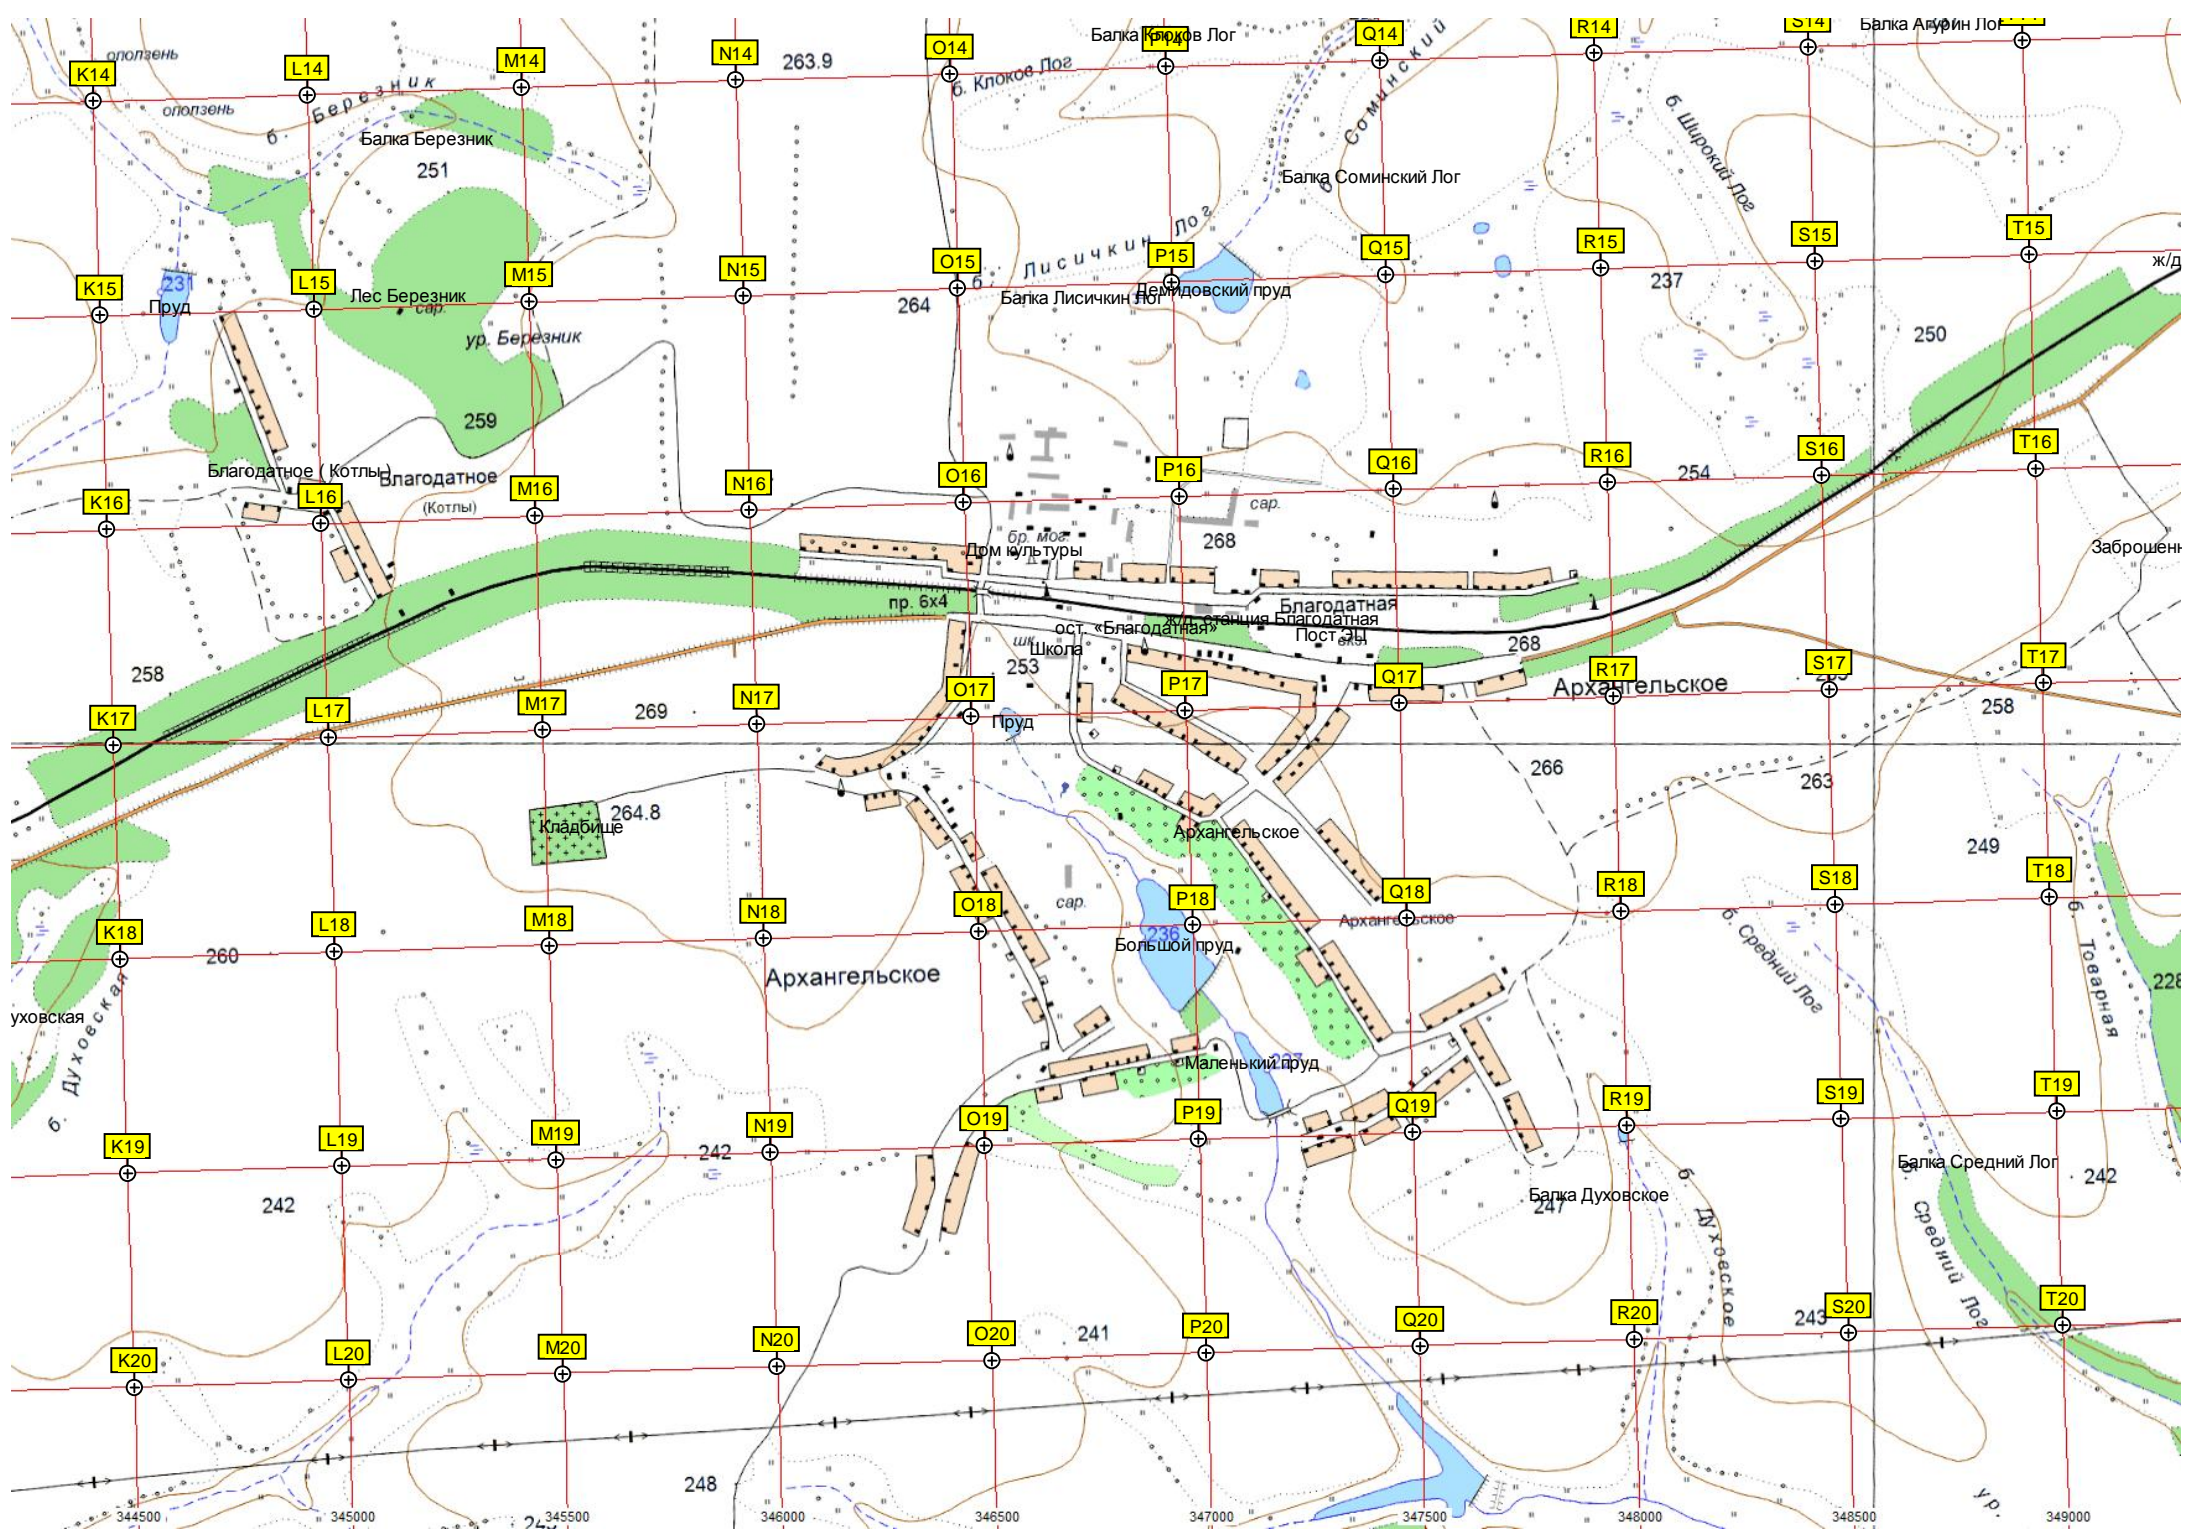 оползень
K14
L14
M14
N14
263.9
O14
Балка Клоков Лог
P14
б. Клоков Лог
Q14
б. Соминский
R14
S14
Балка Агурин Лог
оползень
б. Березник
Балка Березник
251
б. Широкий Лог
Балка Соминский Лог
K15
231
Пруд
L15
Лес Березник
сар.
M15
ур. Березник
N15
264
O15
б. Лисичкин Лог
Балка Лисичкин Лог
P15
Демидовский пруд
Q15
R15
237
S15
T15
ж/д
250
259
Благодатное ( Котлы )
Благодатное
(Котлы)
K16
L16
M16
N16
O16
P16
Q16
R16
254
S16
T16
сар.
268
бр. мог.
Дом культуры
Заброшенн
пр. 6х4
Благодатная
ж/д. станция Благодатная
ост. «Благодатная»
Пост ЭЦ
вкз.
шк.
Школа
253
268
258
K17
L17
M17
269
N17
O17
Пруд
P17
Q17
R17
Архангельское
S17
T17
258
266
263
264.8
Кладбище
Архангельское
249
K18
L18
M18
N18
O18
сар.
P18
236
Большой пруд
Q18
Архангельское
R18
S18
T18
260
Архангельское
б. Средний Лог
б. Товарная
228
уховская
б. Духовская
Маленький пруд
227
K19
L19
M19
N19
242
O19
P19
Q19
R19
S19
T19
Балка Средний Лог
242
242
Балка Духовское
247
б. Духовское
б. Средний Лог
K20
L20
M20
N20
O20
241
P20
Q20
R20
243
S20
T20
248
ур.
344500
345000
345500
346000
346500
347000
347500
348000
348500
349000